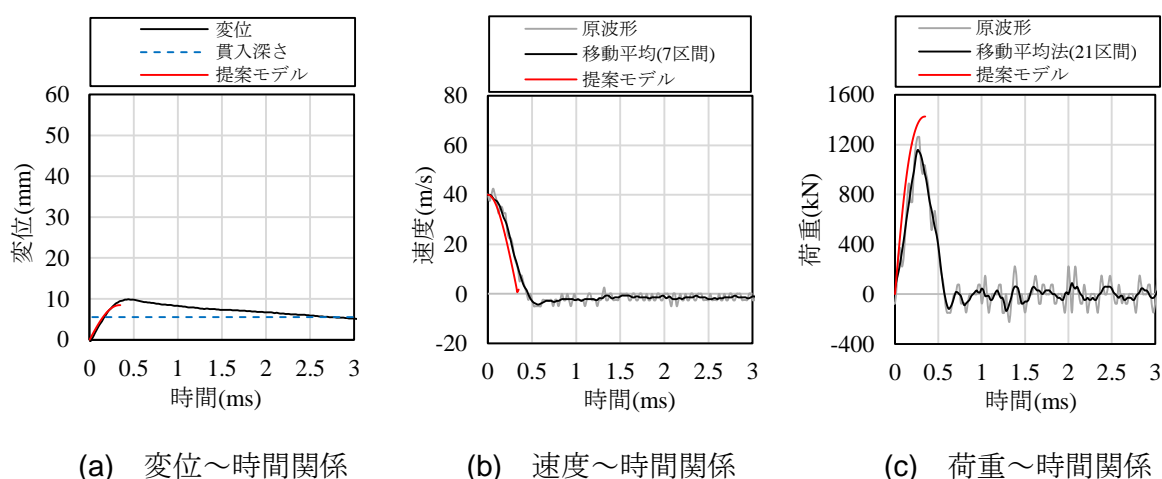 変位
貫入深さ
提案モデル
60
50
40
30
20
10
0
変位(mm)
0 0.5 1 1.5 2 2.5 3
時間(ms)
(a) 変位～時間関係
原波形
移動平均(7区間)
提案モデル
80
60
40
20
0
-20
速度(m/s)
0 0.5 1 1.5 2 2.5 3
時間(ms)
(b) 速度～時間関係
原波形
移動平均法(21区間)
提案モデル
1600
1200
800
400
0
-400
荷重(kN)
0 0.5 1 1.5 2 2.5 3
時間(ms)
(c) 荷重～時間関係